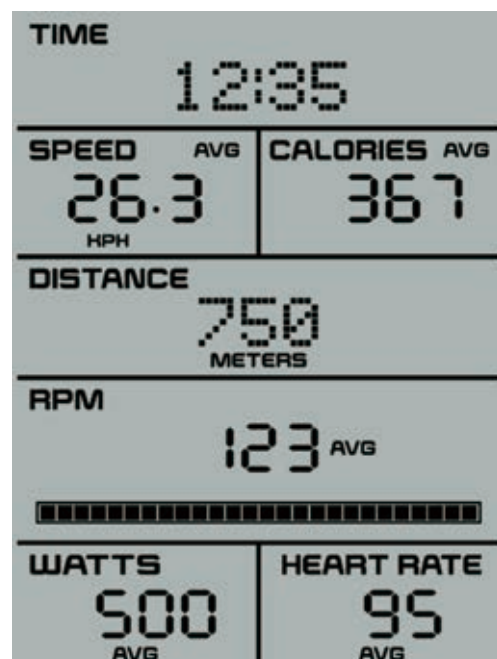 TIME
12:35
SPEED AVG
26.3
KPH
CALORIES AVG
367
DISTANCE
750
METERS
RPM
123 AVG
WATTS
500
AVG
HEART RATE
95
AVG